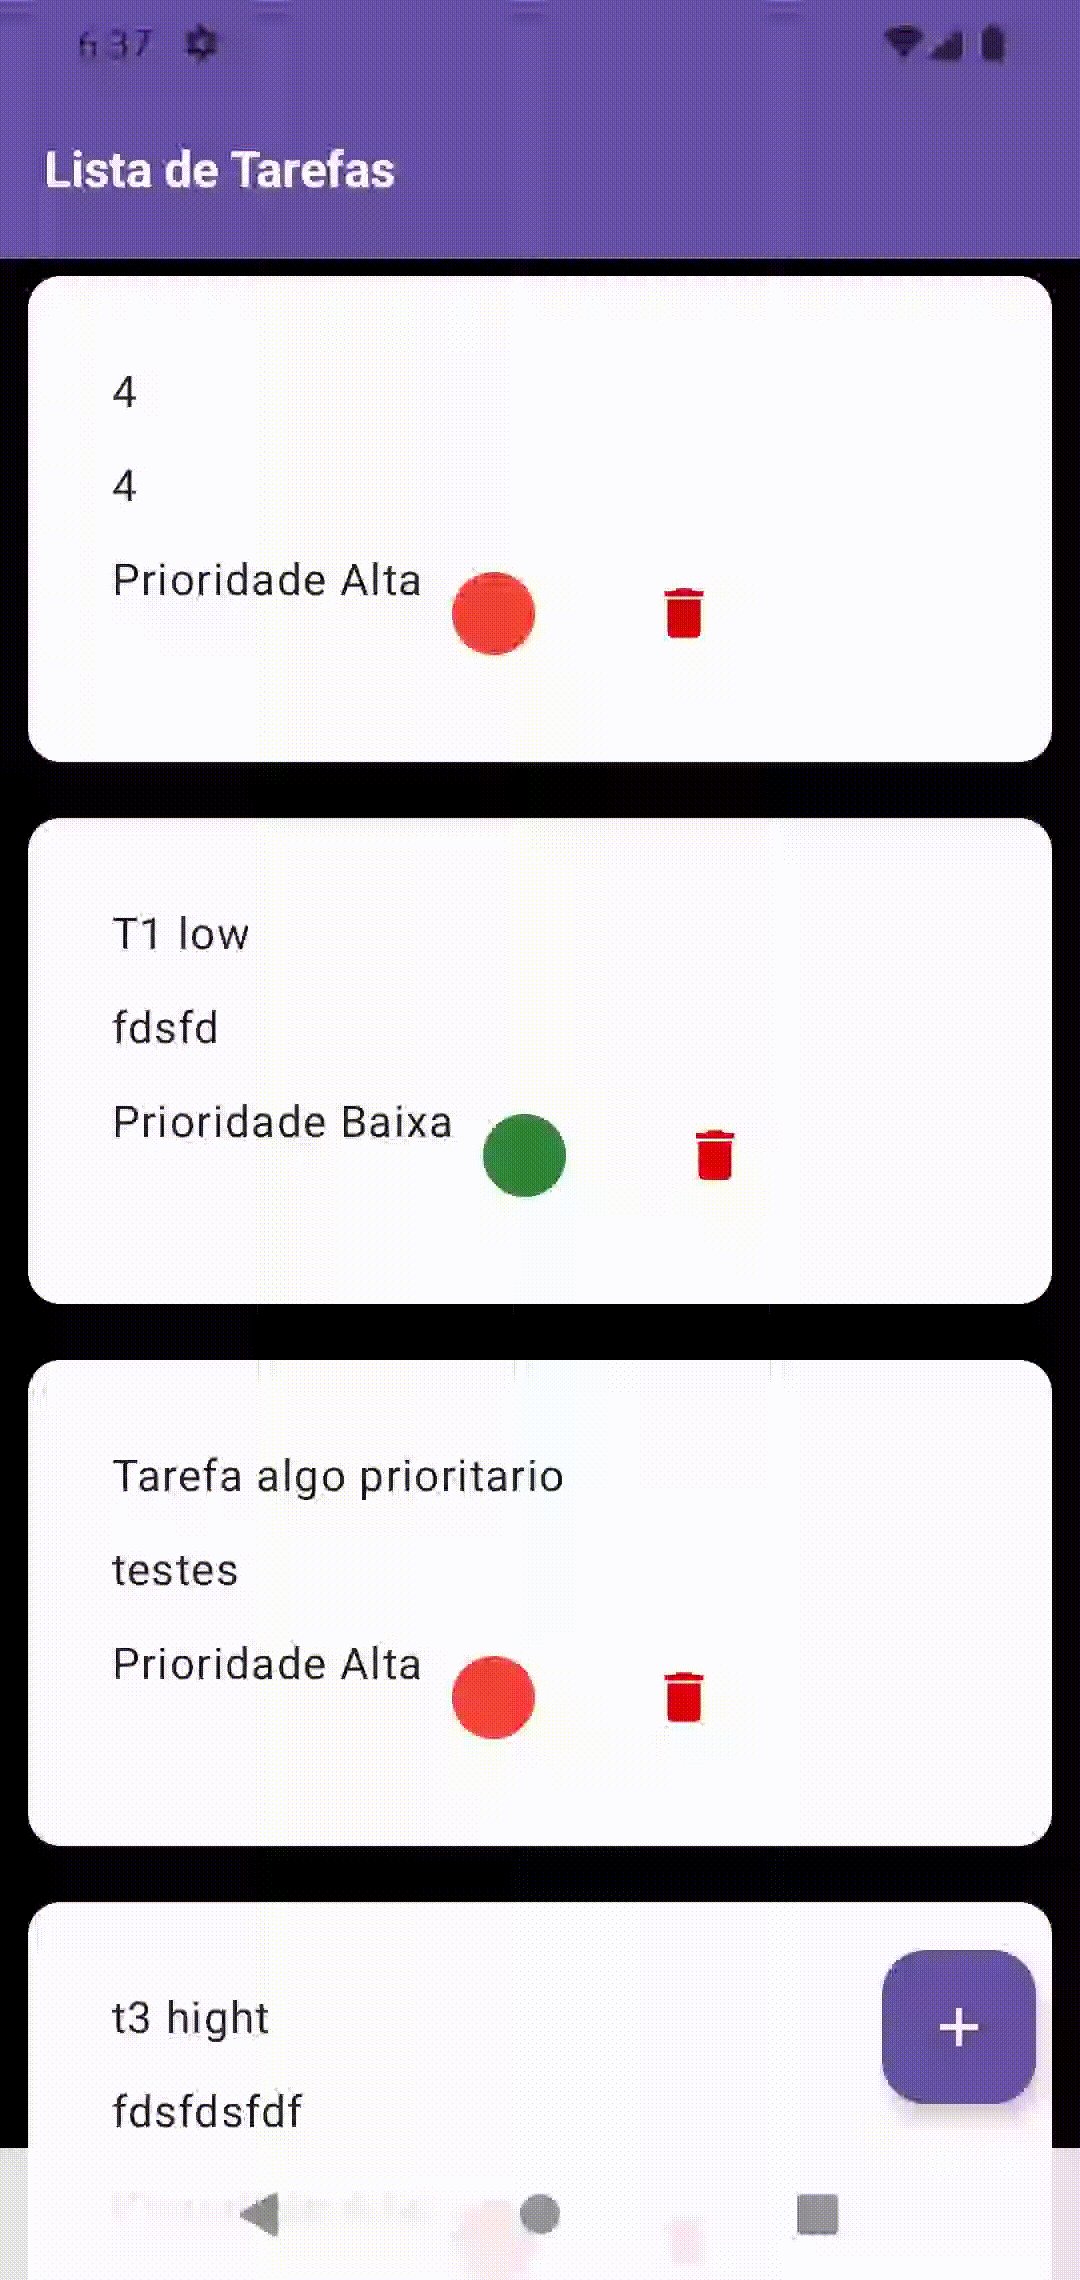 6:37
Lista de Tarefas
4
4
Prioridade Alta
T1 low
fdsfd
Prioridade Baixa
Tarefa algo prioritario
testes
Prioridade Alta
t3 hight
fdsfdsfdf